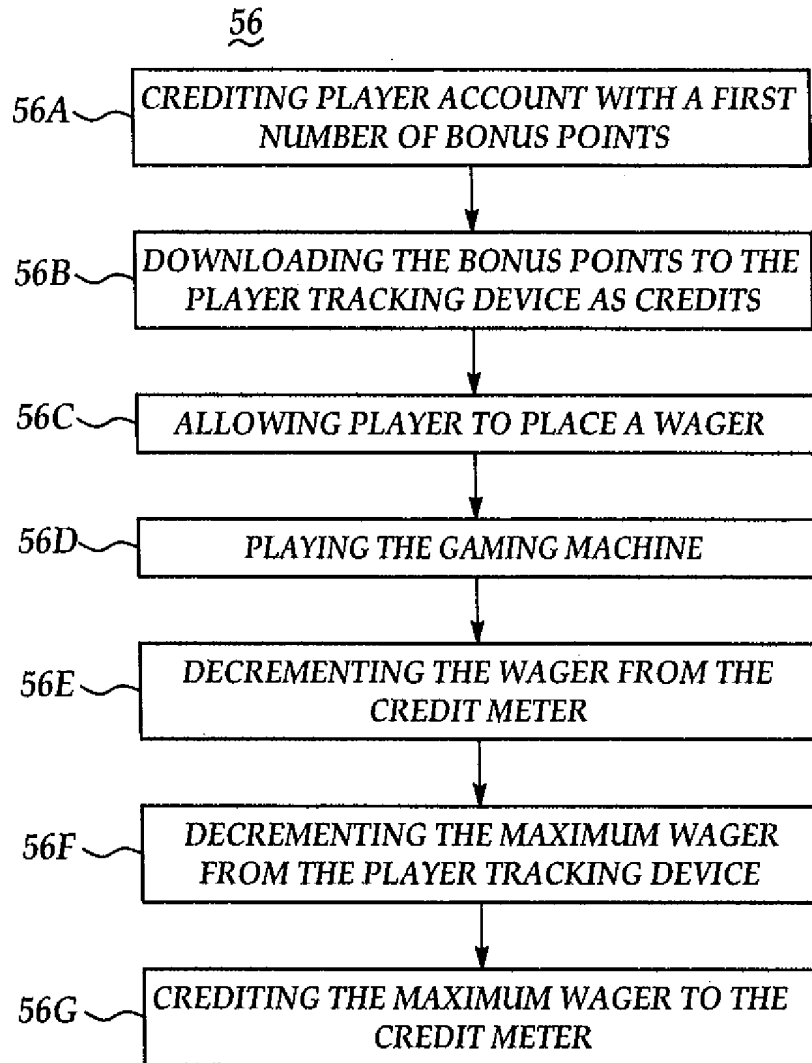 56
56A
CREDITING PLAYER ACCOUNT WITH A FIRST
NUMBER OF BONUS POINTS
56B
DOWNLOADING THE BONUS POINTS TO THE
PLAYER TRACKING DEVICE AS CREDITS
56C
ALLOWING PLAYER TO PLACE A WAGER
56D
PLAYING THE GAMING MACHINE
56E
DECREMENTING THE WAGER FROM THE
CREDIT METER
56F
DECREMENTING THE MAXIMUM WAGER
FROM THE PLAYER TRACKING DEVICE
56G
CREDITING THE MAXIMUM WAGER TO THE
CREDIT METER